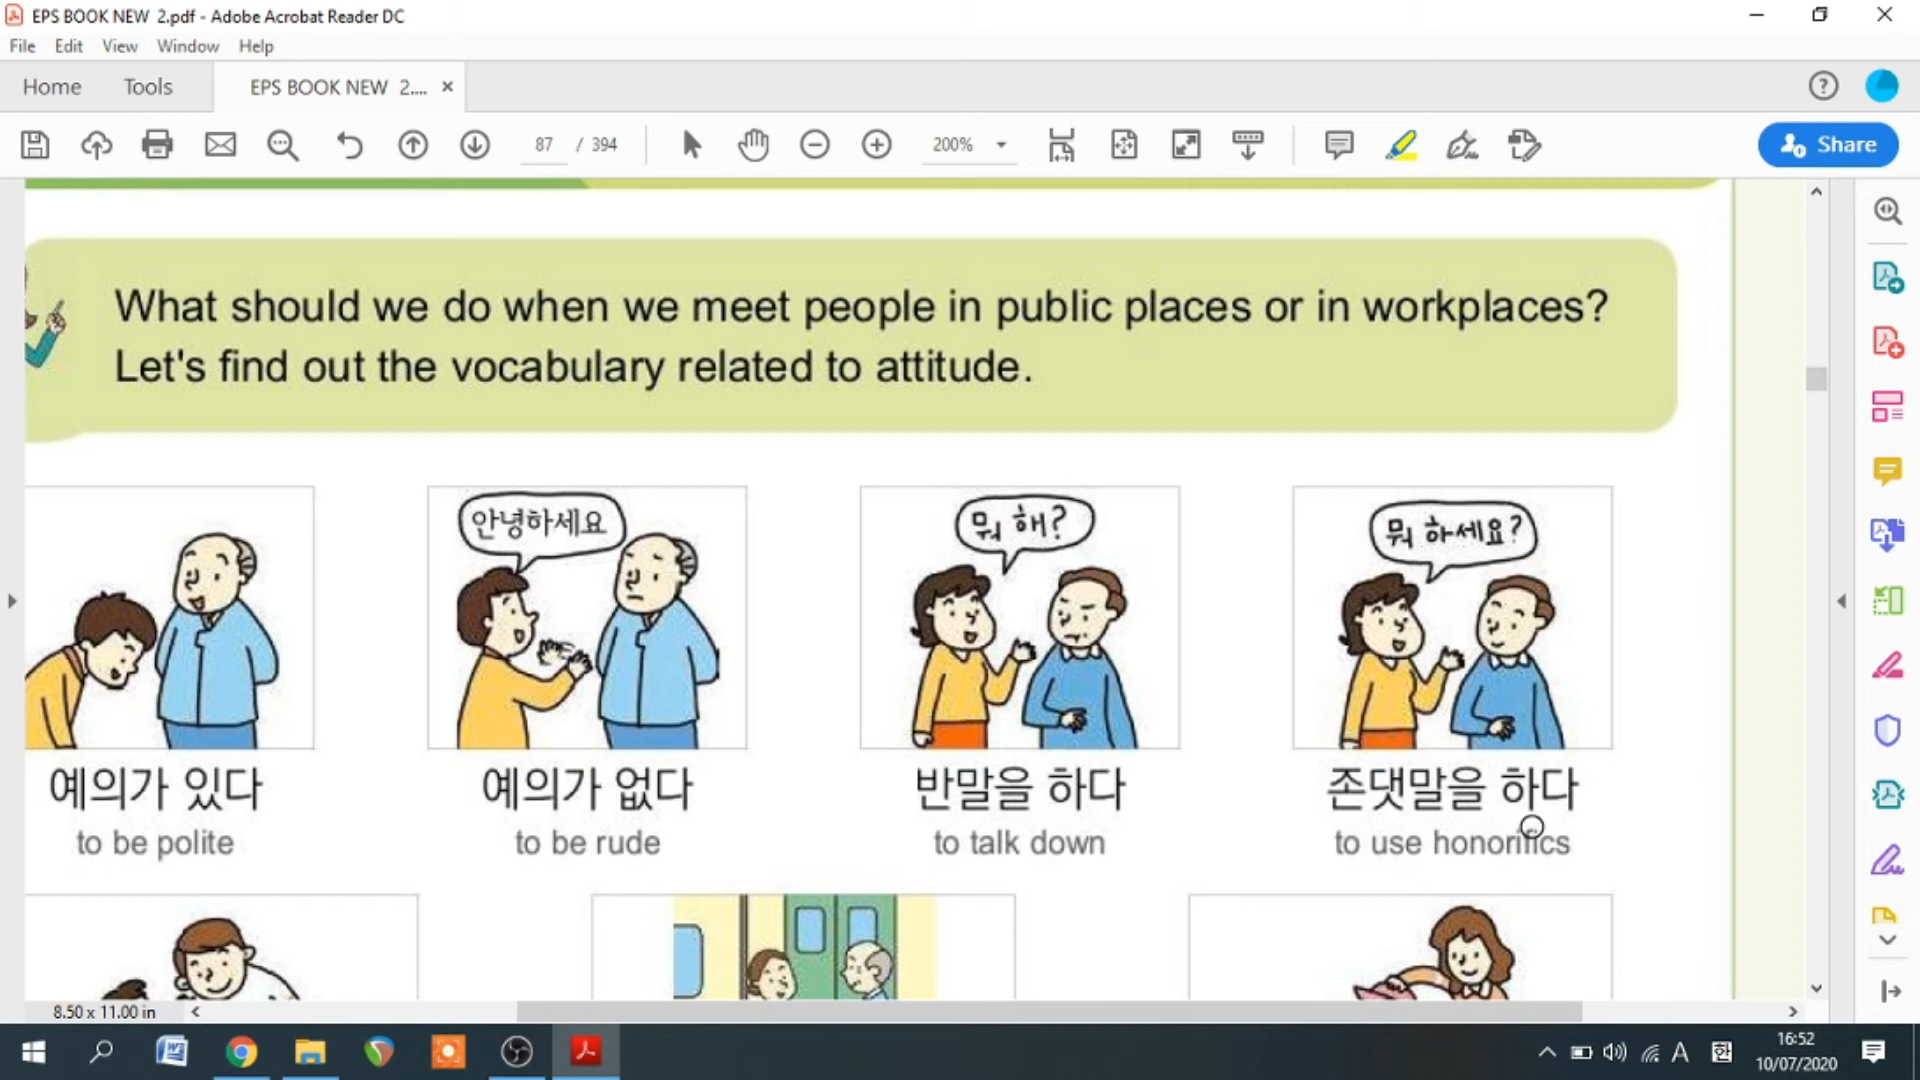 EPS BOOK NEW  2.pdf - Adobe Acrobat Reader DC
File Edit View Window Help
Home Tools EPS BOOK NEW  2....
87 / 394 200% Share
What should we do when we meet people in public places or in workplaces?
Let's find out the vocabulary related to attitude.
안녕하세요 뭐 해? 뭐 하세요?
예의가 있다 예의가 없다 반말을 하다 존댓말을 하다
to be polite to be rude to talk down to use honorifics
8.50 x 11.00 in
16:52
A 한
10/07/2020